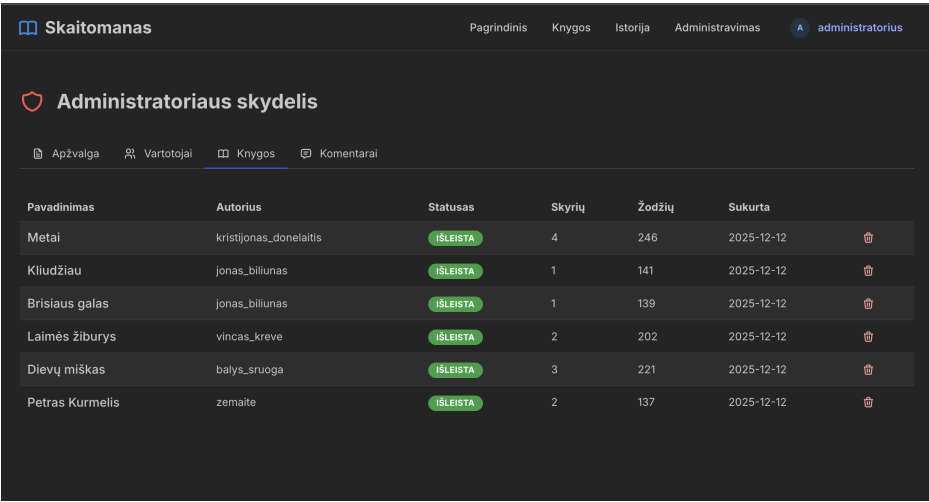 Skaitomanas Pagrindinis Knygos Istorija Administravimas A administratorius
Administratoriaus skydelis
Apžvalga Vartotojai Knygos Komentarai
Pavadinimas Autorius Statusas Skyrių Žodžių Sukurta
Metai kristijonas_donelaitis IŠLEISTA 4 246 2025-12-12
Kliudžiau jonas_biliunas IŠLEISTA 1 141 2025-12-12
Brisiaus galas jonas_biliunas IŠLEISTA 1 139 2025-12-12
Laimės žiburys vincas_kreve IŠLEISTA 2 202 2025-12-12
Dievų miškas balys_sruoga IŠLEISTA 3 221 2025-12-12
Petras Kurmelis zemaite IŠLEISTA 2 137 2025-12-12